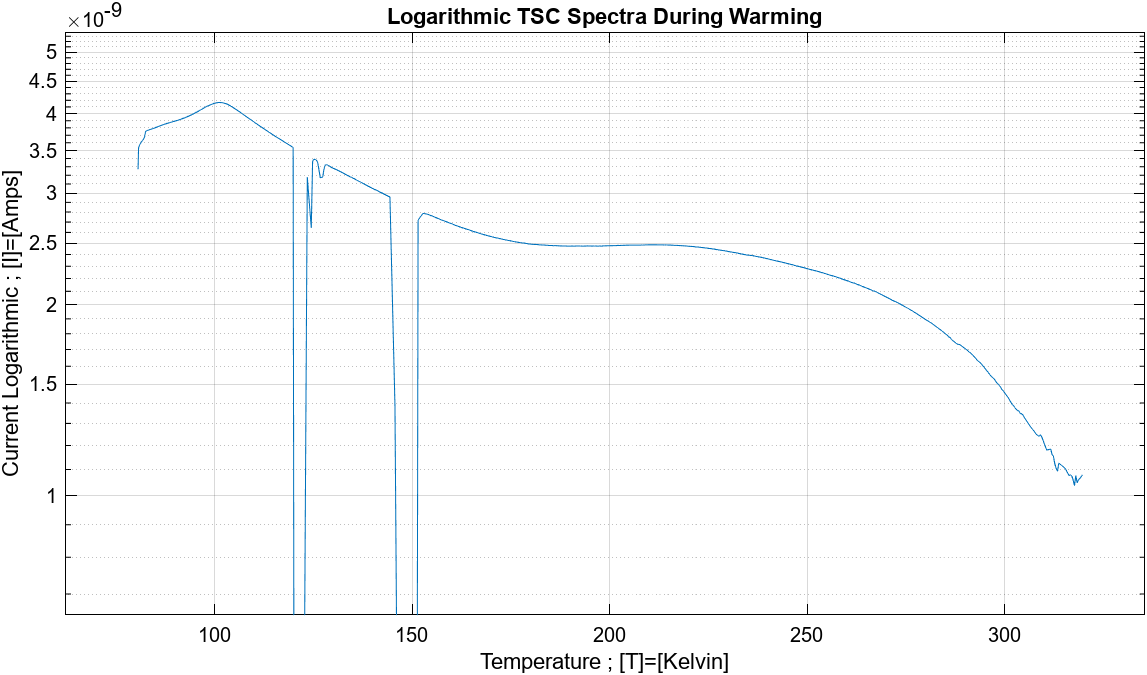 Logarithmic TSC Spectra During Warming
×10-9
5
4.5
4
3.5
3
2.5
2
1.5
1
Current Logarithmic ; [I]=[Amps]
100 150 200 250 300
Temperature ; [T]=[Kelvin]